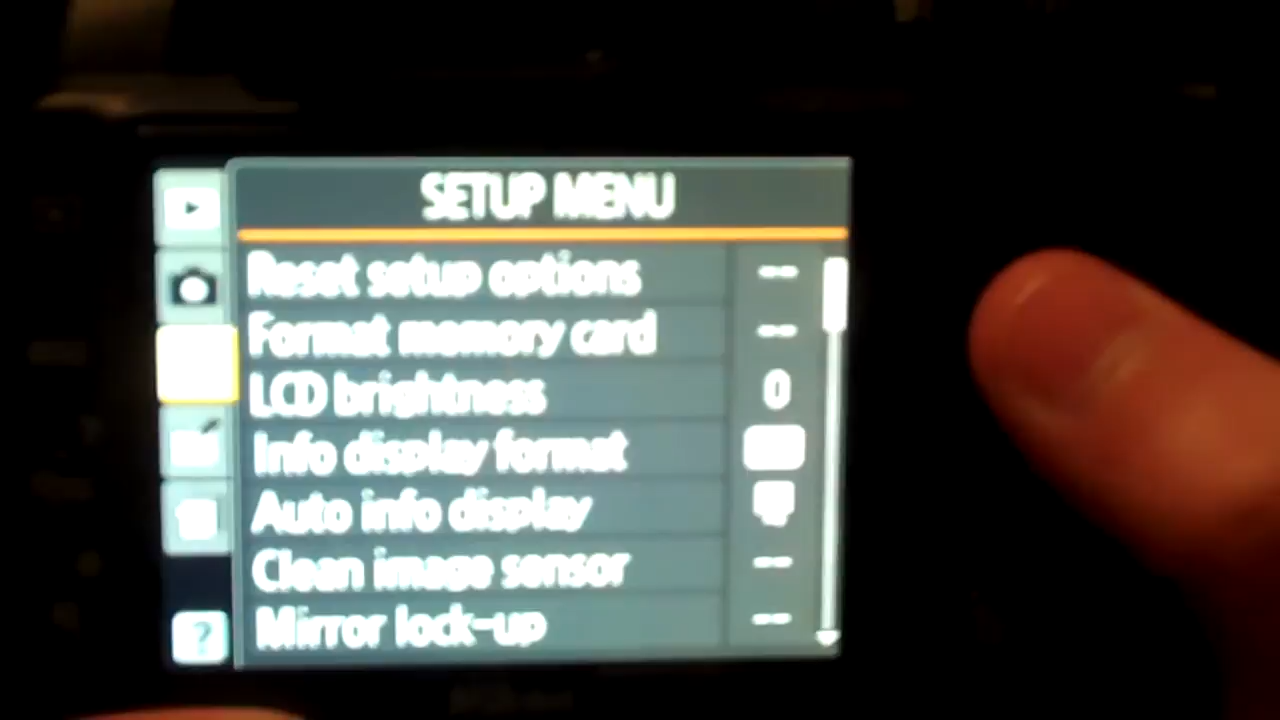 SETUP MENU
Reset setup options --
Format memory card --
LCD brightness 0
Info display format
Auto info display
Clean image sensor --
Mirror lock-up --
?